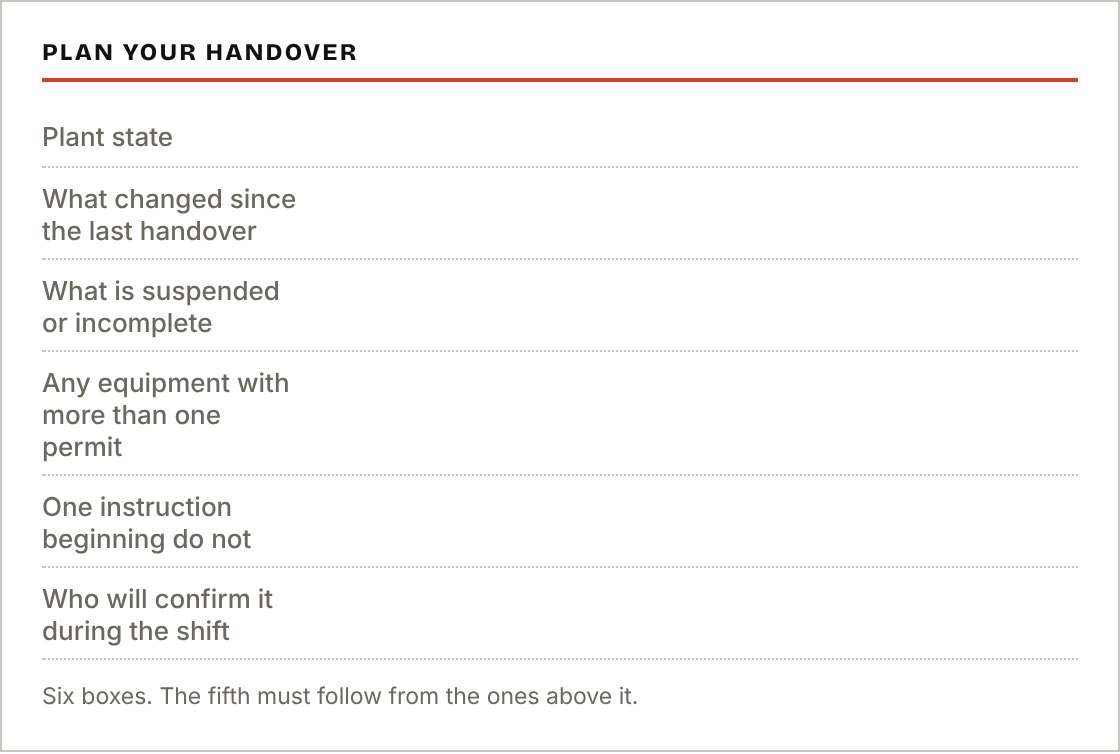 PLAN YOUR HANDOVER
Plant state
What changed since
the last handover
What is suspended
or incomplete
Any equipment with
more than one
permit
One instruction
beginning do not
Who will confirm it
during the shift
Six boxes. The fifth must follow from the ones above it.